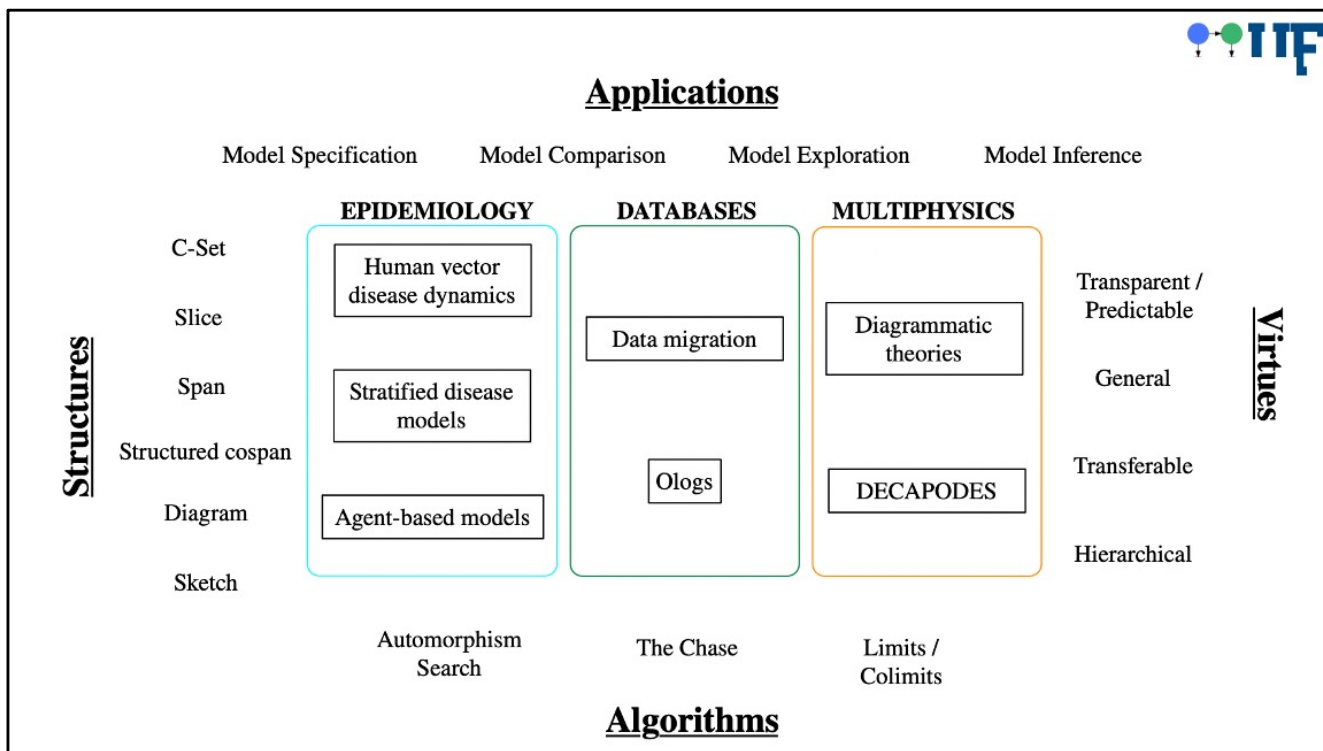 UF
Applications
Model Specification
Model Comparison
Model Exploration
Model Inference
EPIDEMIOLOGY
DATABASES
MULTIPHYSICS
Structures
C-Set
Slice
Span
Structured cospan
Diagram
Sketch
Human vector
disease dynamics
Stratified disease
models
Agent-based models
Data migration
Ologs
Diagrammatic
theories
DECAPODES
Transparent /
Predictable
General
Transferable
Hierarchical
Virtues
Automorphism
Search
The Chase
Limits /
Colimits
Algorithms